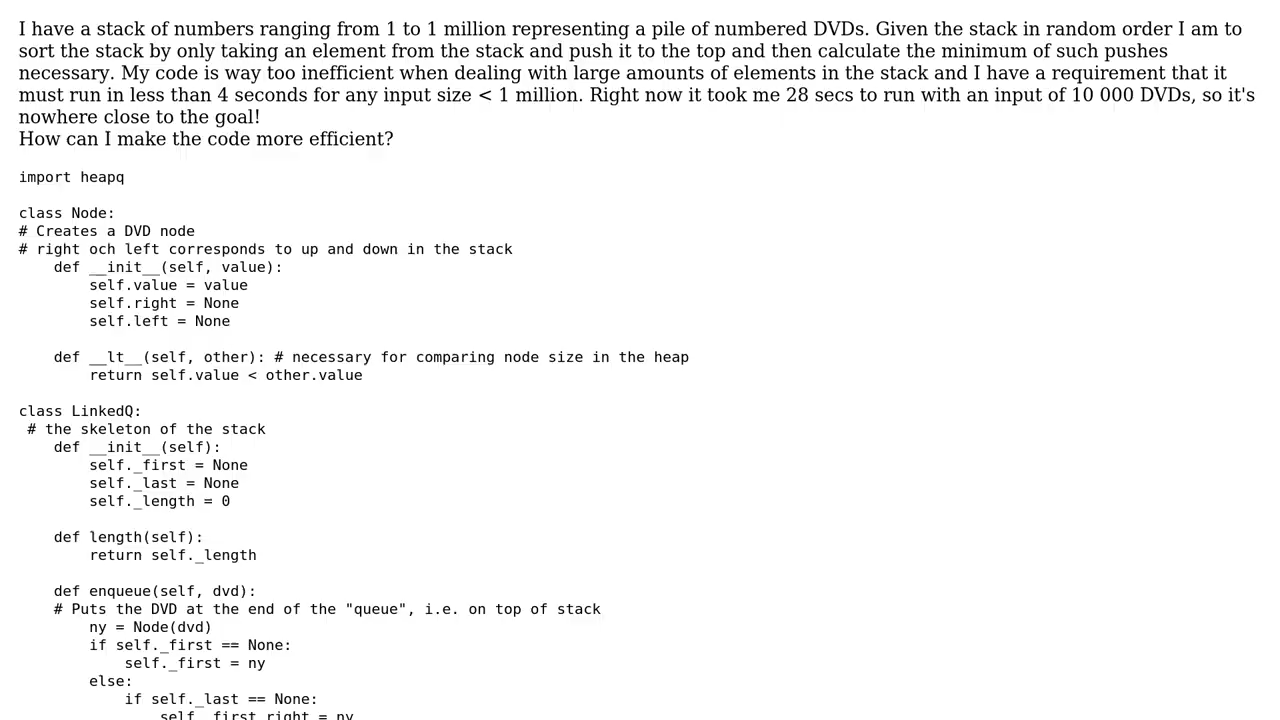 I have a stack of numbers ranging from 1 to 1 million representing a pile of numbered DVDs. Given the stack in random order I am to
sort the stack by only taking an element from the stack and push it to the top and then calculate the minimum of such pushes
necessary. My code is way too inefficient when dealing with large amounts of elements in the stack and I have a requirement that it
must run in less than 4 seconds for any input size < 1 million. Right now it took me 28 secs to run with an input of 10 000 DVDs, so it's
nowhere close to the goal!
How can I make the code more efficient?
import heapq
class Node:
# Creates a DVD node
# right och left corresponds to up and down in the stack
    def __init__(self, value):
        self.value = value
        self.right = None
        self.left = None
    def __lt__(self, other): # necessary for comparing node size in the heap
        return self.value < other.value
class LinkedQ:
 # the skeleton of the stack
    def __init__(self):
        self._first = None
        self._last = None
        self._length = 0
    def length(self):
        return self._length
    def enqueue(self, dvd):
    # Puts the DVD at the end of the "queue", i.e. on top of stack
        ny = Node(dvd)
        if self._first == None:
            self._first = ny
        else:
            if self._last == None:
                self._first.right = ny